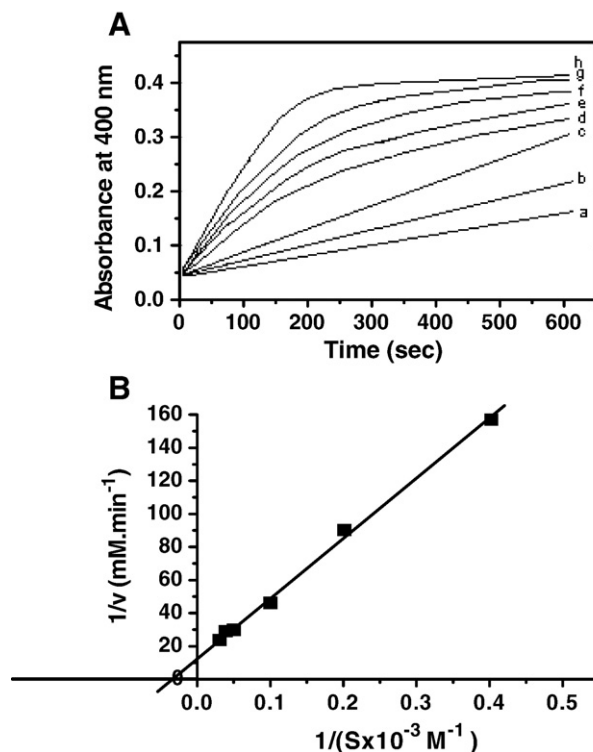 A
Absorbance at 400 nm
0.4
0.3
0.2
0.1
0.0
h
g
f
e
d
c
b
a
0 100 200 300 400 500 600
Time (sec)
B
1/v (mM.min⁻¹)
160
140
120
100
80
60
40
20
0
0.0 0.1 0.2 0.3 0.4 0.5
1/(Sx10⁻³ M⁻¹)